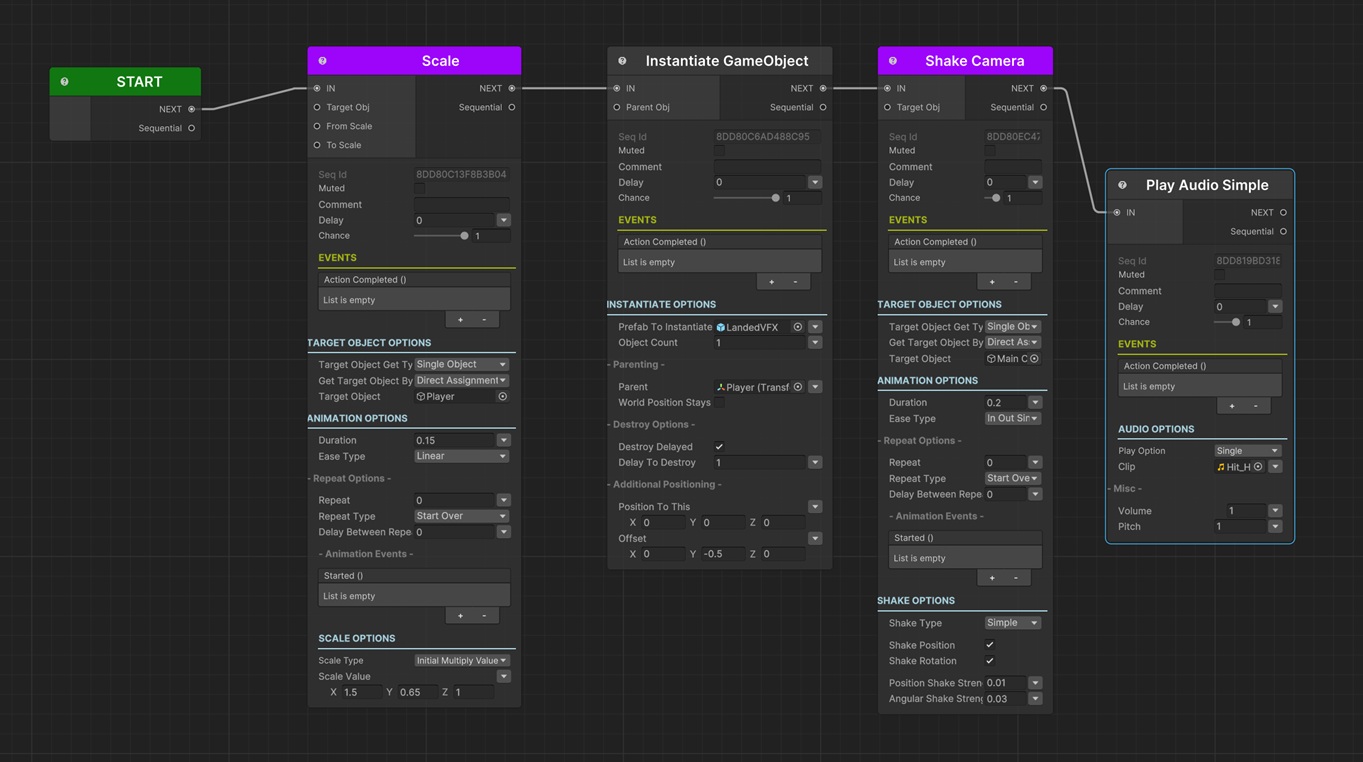 START
NEXT
Sequential
Scale
IN NEXT
Target Obj Sequential
From Scale
To Scale
Seq Id 8DD80C13F8B3B04
Muted
Comment
Delay 0
Chance 1
EVENTS
Action Completed ()
List is empty
+ -
TARGET OBJECT OPTIONS
Target Object Get Ty Single Object
Get Target Object By Direct Assignment
Target Object Player
ANIMATION OPTIONS
Duration 0.15
Ease Type Linear
- Repeat Options -
Repeat 0
Repeat Type Start Over
Delay Between Repe 0
- Animation Events -
Started ()
List is empty
+ -
SCALE OPTIONS
Scale Type Initial Multiply Value
Scale Value
X 1.5 Y 0.65 Z 1
Instantiate GameObject
IN NEXT
Parent Obj Sequential
Seq Id 8DD80C6AD488C95
Muted
Comment
Delay 0
Chance 1
EVENTS
Action Completed ()
List is empty
+ -
INSTANTIATE OPTIONS
Prefab To Instantiate LandedVFX
Object Count 1
- Parenting -
Parent Player (Transf
World Position Stays
- Destroy Options -
Destroy Delayed
Delay To Destroy 1
- Additional Positioning -
Position To This
X 0 Y 0 Z 0
Offset
X 0 Y -0.5 Z 0
Shake Camera
IN NEXT
Target Obj Sequential
Seq Id 8DD80EC47
Muted
Comment
Delay 0
Chance 1
EVENTS
Action Completed ()
List is empty
+ -
TARGET OBJECT OPTIONS
Target Object Get Ty Single Ob
Get Target Object By Direct As
Target Object Main C
ANIMATION OPTIONS
Duration 0.2
Ease Type In Out Sin
- Repeat Options -
Repeat 0
Repeat Type Start Ove
Delay Between Repe 0
- Animation Events -
Started ()
List is empty
+ -
SHAKE OPTIONS
Shake Type Simple
Shake Position
Shake Rotation
Position Shake Stren 0.01
Angular Shake Streng 0.03
Play Audio Simple
IN NEXT
Sequential
Seq Id 8DD819BD31E
Muted
Comment
Delay 0
Chance 1
EVENTS
Action Completed ()
List is empty
+ -
AUDIO OPTIONS
Play Option Single
Clip Hit_H
- Misc -
Volume 1
Pitch 1